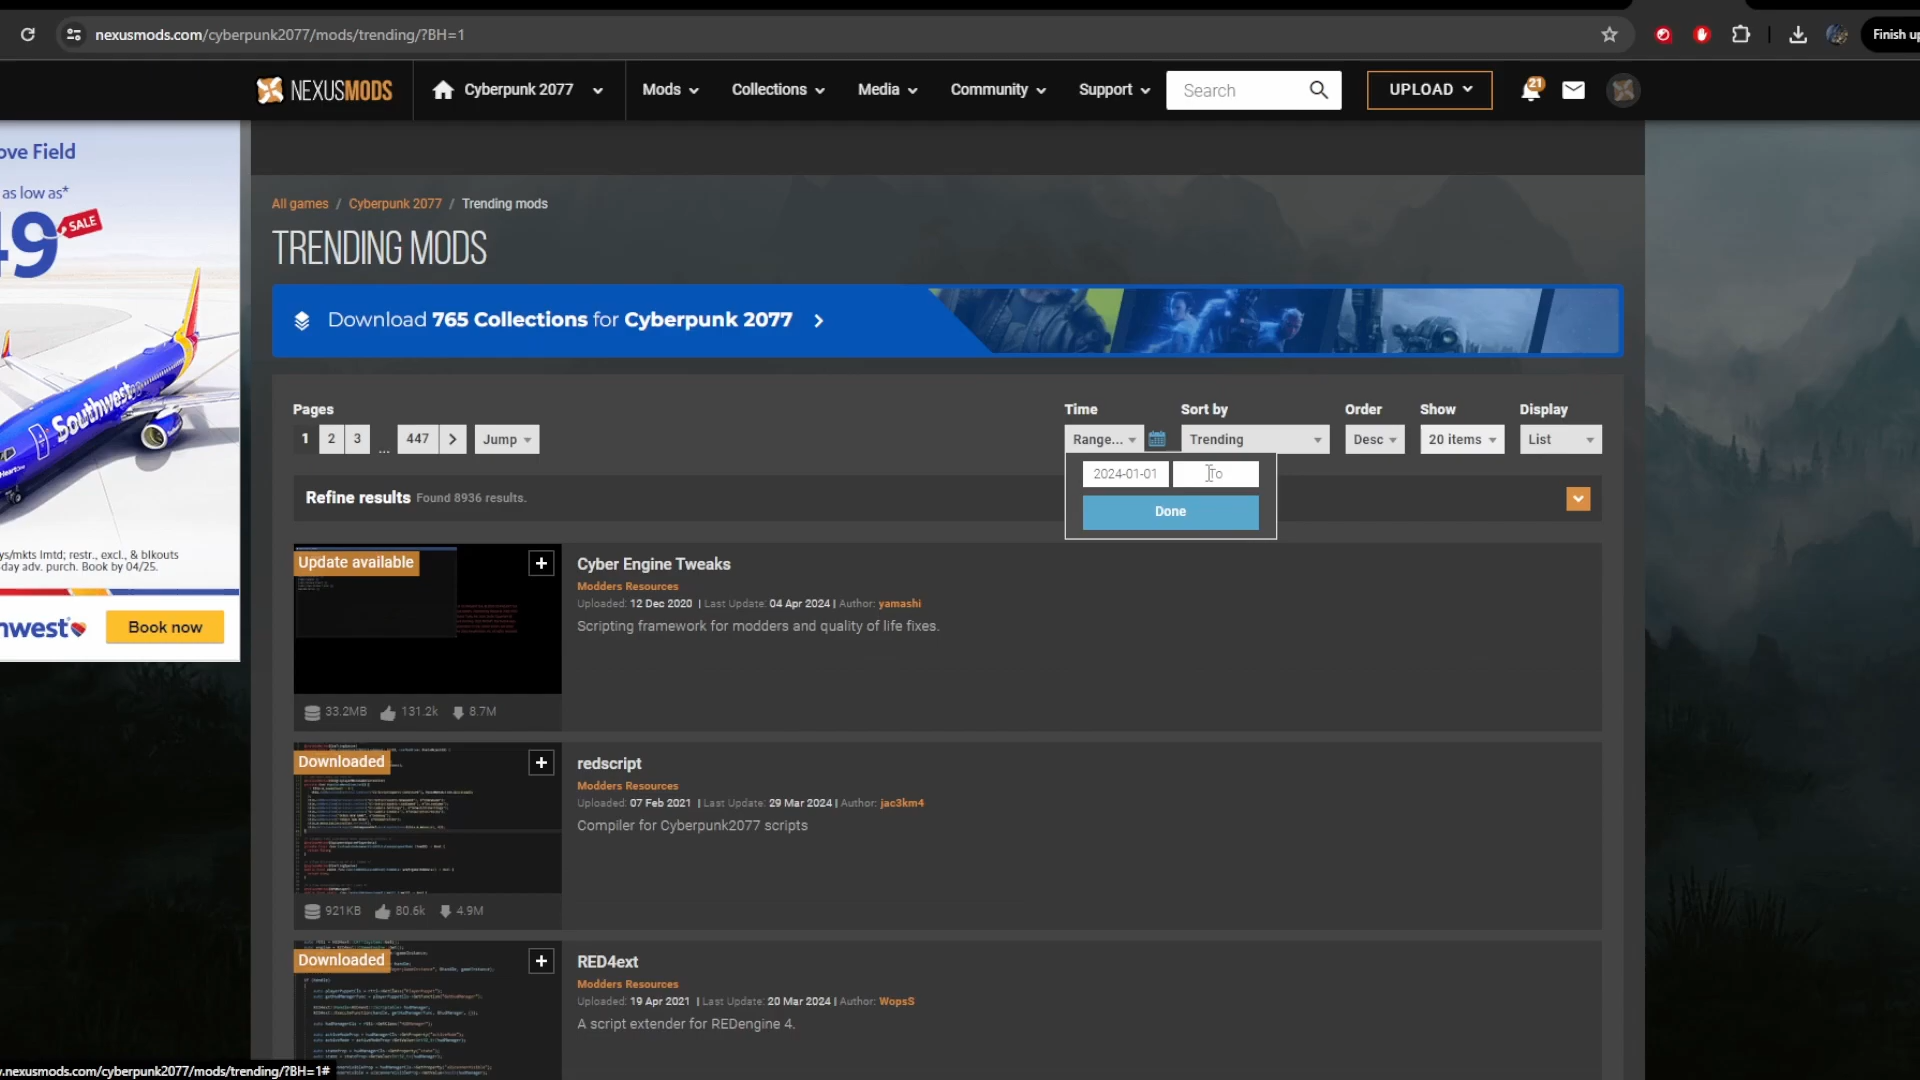 nexusmods.com/cyberpunk2077/mods/trending/?BH=1
Finish up
NEXUSMODS
Cyberpunk 2077
Mods
Collections
Media
Community
Support
Search
UPLOAD
21
ove Field
as low as*
49
SALE
Southwest
ys/mkts lmtd; restr., excl., & blkouts
day adv. purch. Book by 04/25.
hwest
Book now
All games / Cyberpunk 2077 / Trending mods
TRENDING MODS
Download 765 Collections for Cyberpunk 2077
Pages
1 2 3 ... 447 > Jump
Time
Range...
Sort by
Trending
Order
Desc
Show
20 items
Display
List
2024-01-01
To
Done
Refine results Found 8936 results.
Update available
Cyber Engine Tweaks
Modders Resources
Uploaded: 12 Dec 2020 | Last Update: 04 Apr 2024 | Author: yamashi
Scripting framework for modders and quality of life fixes.
33.2MB 131.2k 8.7M
Downloaded
redscript
Modders Resources
Uploaded: 07 Feb 2021 | Last Update: 29 Mar 2024 | Author: jac3km4
Compiler for Cyberpunk2077 scripts
921KB 80.6k 4.9M
Downloaded
RED4ext
Modders Resources
Uploaded: 19 Apr 2021 | Last Update: 20 Mar 2024 | Author: WopsS
A script extender for REDengine 4.
.nexusmods.com/cyberpunk2077/mods/trending/?BH=1#